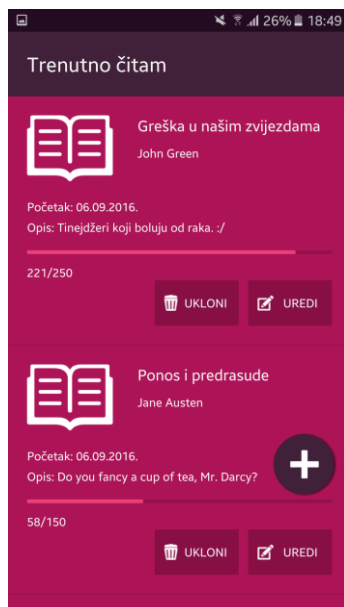 26% 18:49
Trenutno čitam
Greška u našim zvijezdama
John Green
Početak: 06.09.2016.
Opis: Tinejdžeri koji boluju od raka. :/
221/250
UKLONI UREDI
Ponos i predrasude
Jane Austen
Početak: 06.09.2016.
Opis: Do you fancy a cup of tea, Mr. Darcy?
58/150
UKLONI UREDI